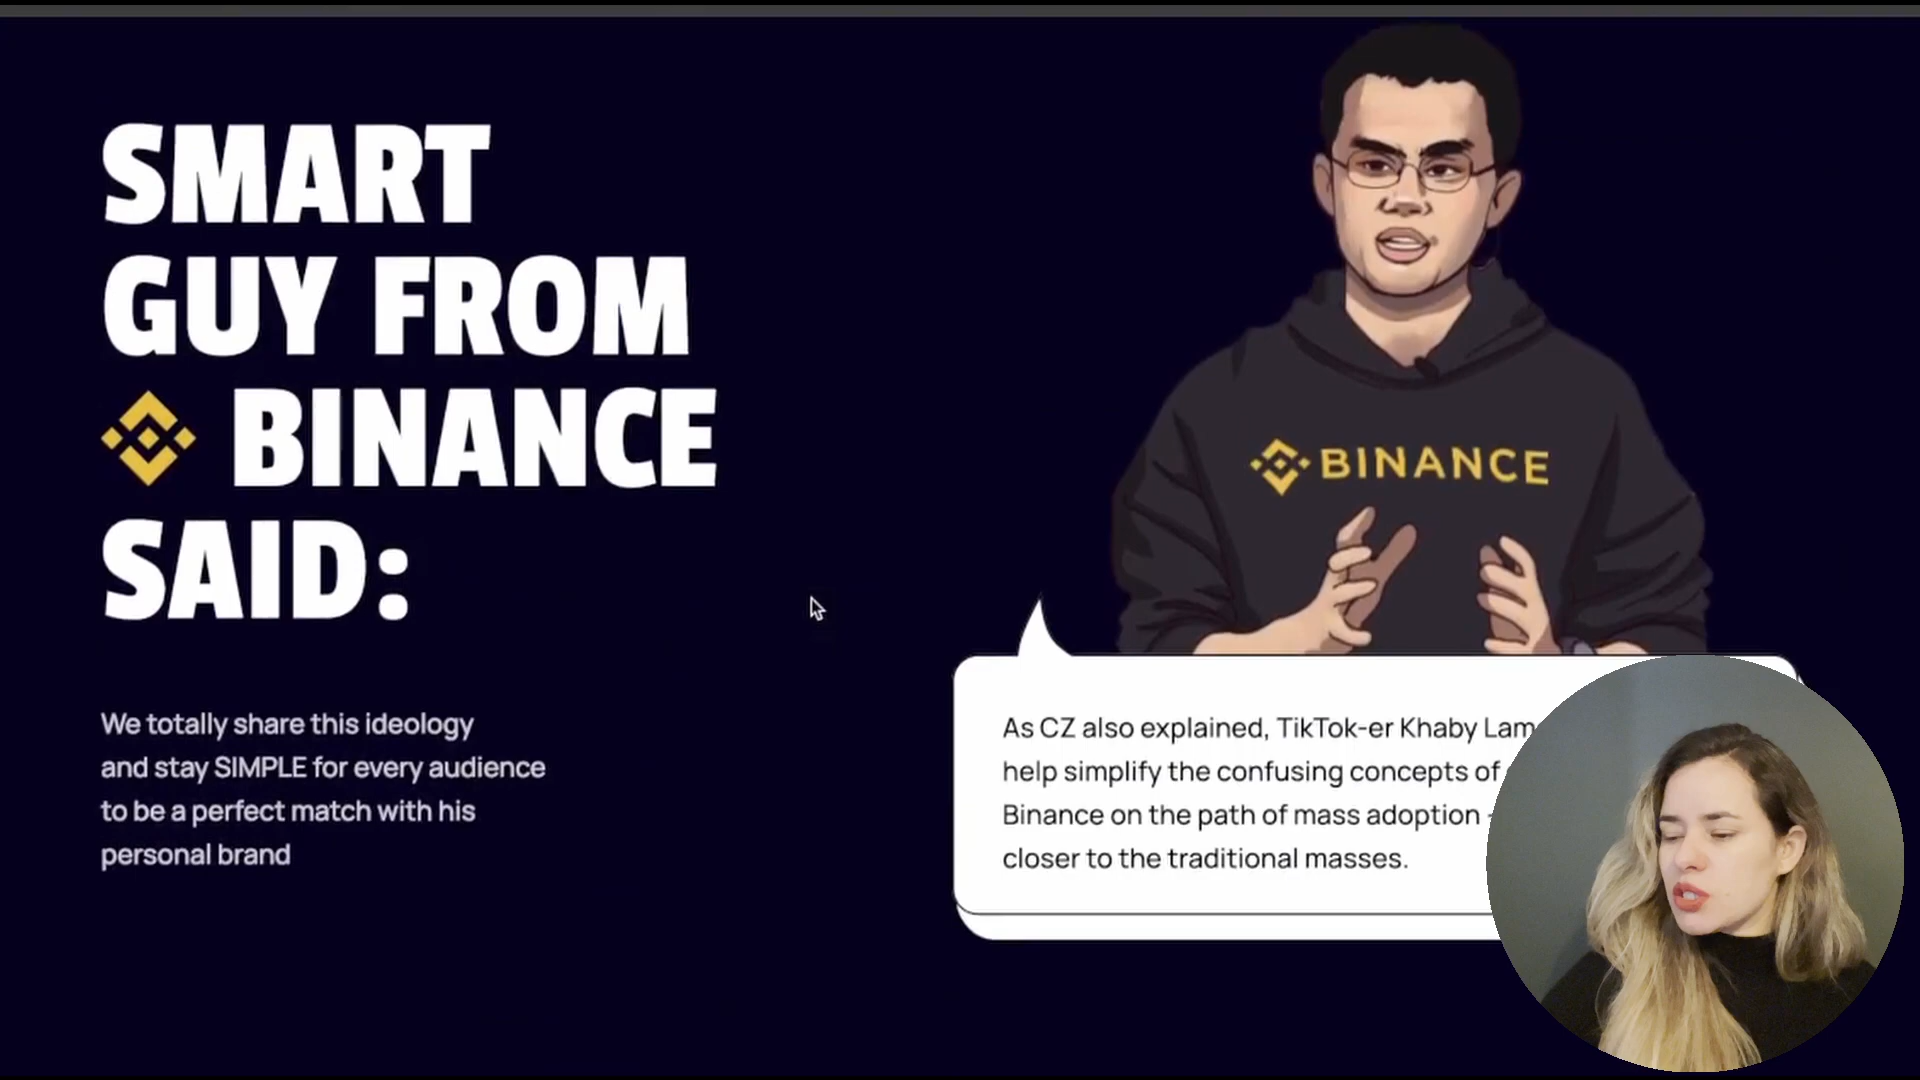 SMART
GUY FROM
BINANCE
SAID:
We totally share this ideology
and stay SIMPLE for every audience
to be a perfect match with his
personal brand
BINANCE
As CZ also explained, TikTok-er Khaby Lam
help simplify the confusing concepts of
Binance on the path of mass adoption
closer to the traditional masses.